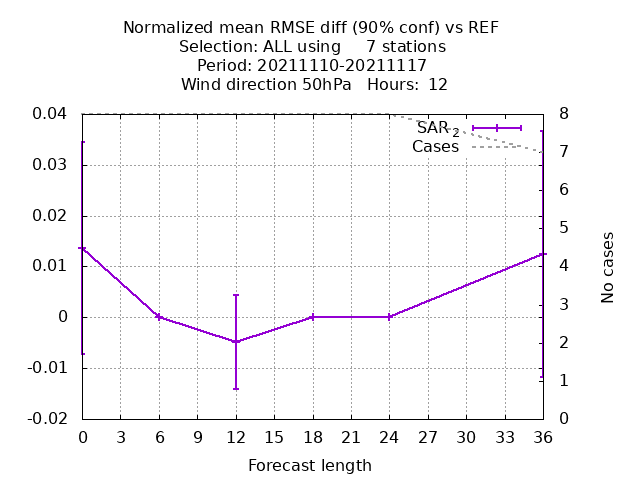 Normalized mean RMSE diff (90% conf) vs REF
Selection: ALL using     7 stations
Period: 20211110-20211117
Wind direction 50hPa   Hours:  12
0.04
0.03
0.02
0.01
0
-0.01
-0.02
8
7
6
5
4
3
2
1
0
SAR 2
Cases
No cases
0 3 6 9 12 15 18 21 24 27 30 33 36
Forecast length